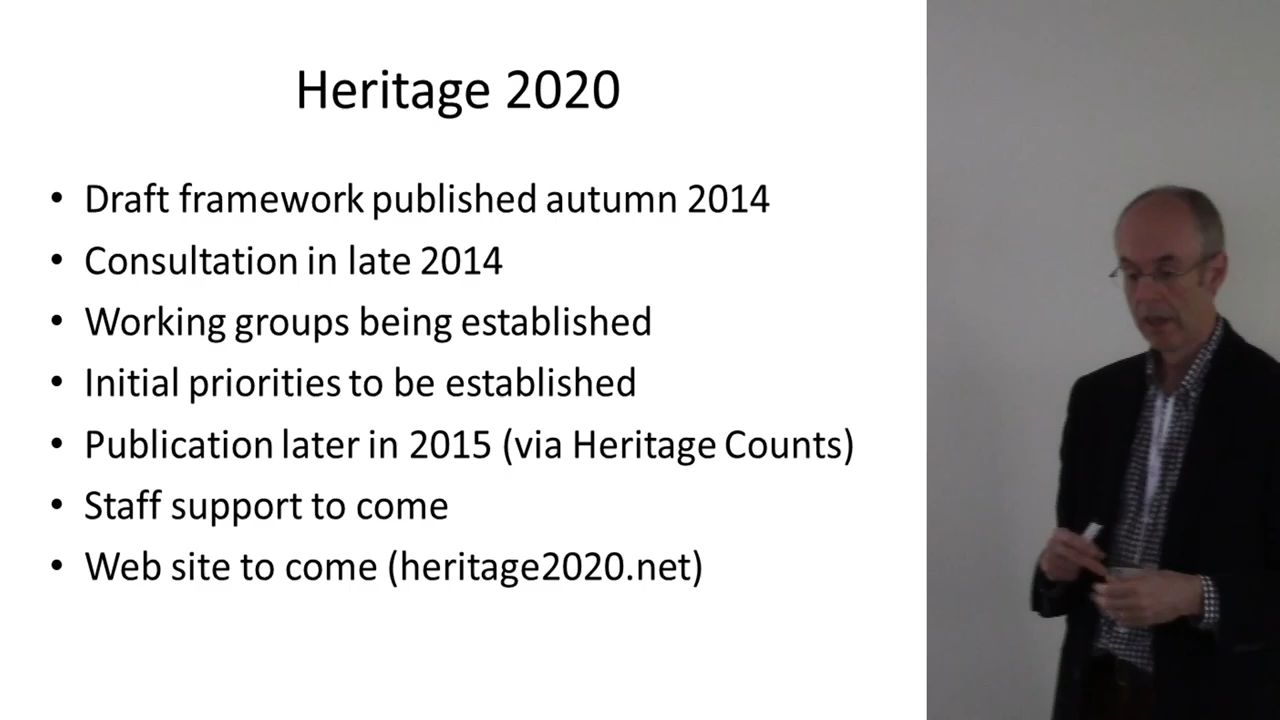 Heritage 2020
• Draft framework published autumn 2014
• Consultation in late 2014
• Working groups being established
• Initial priorities to be established
• Publication later in 2015 (via Heritage Counts)
• Staff support to come
• Web site to come (heritage2020.net)